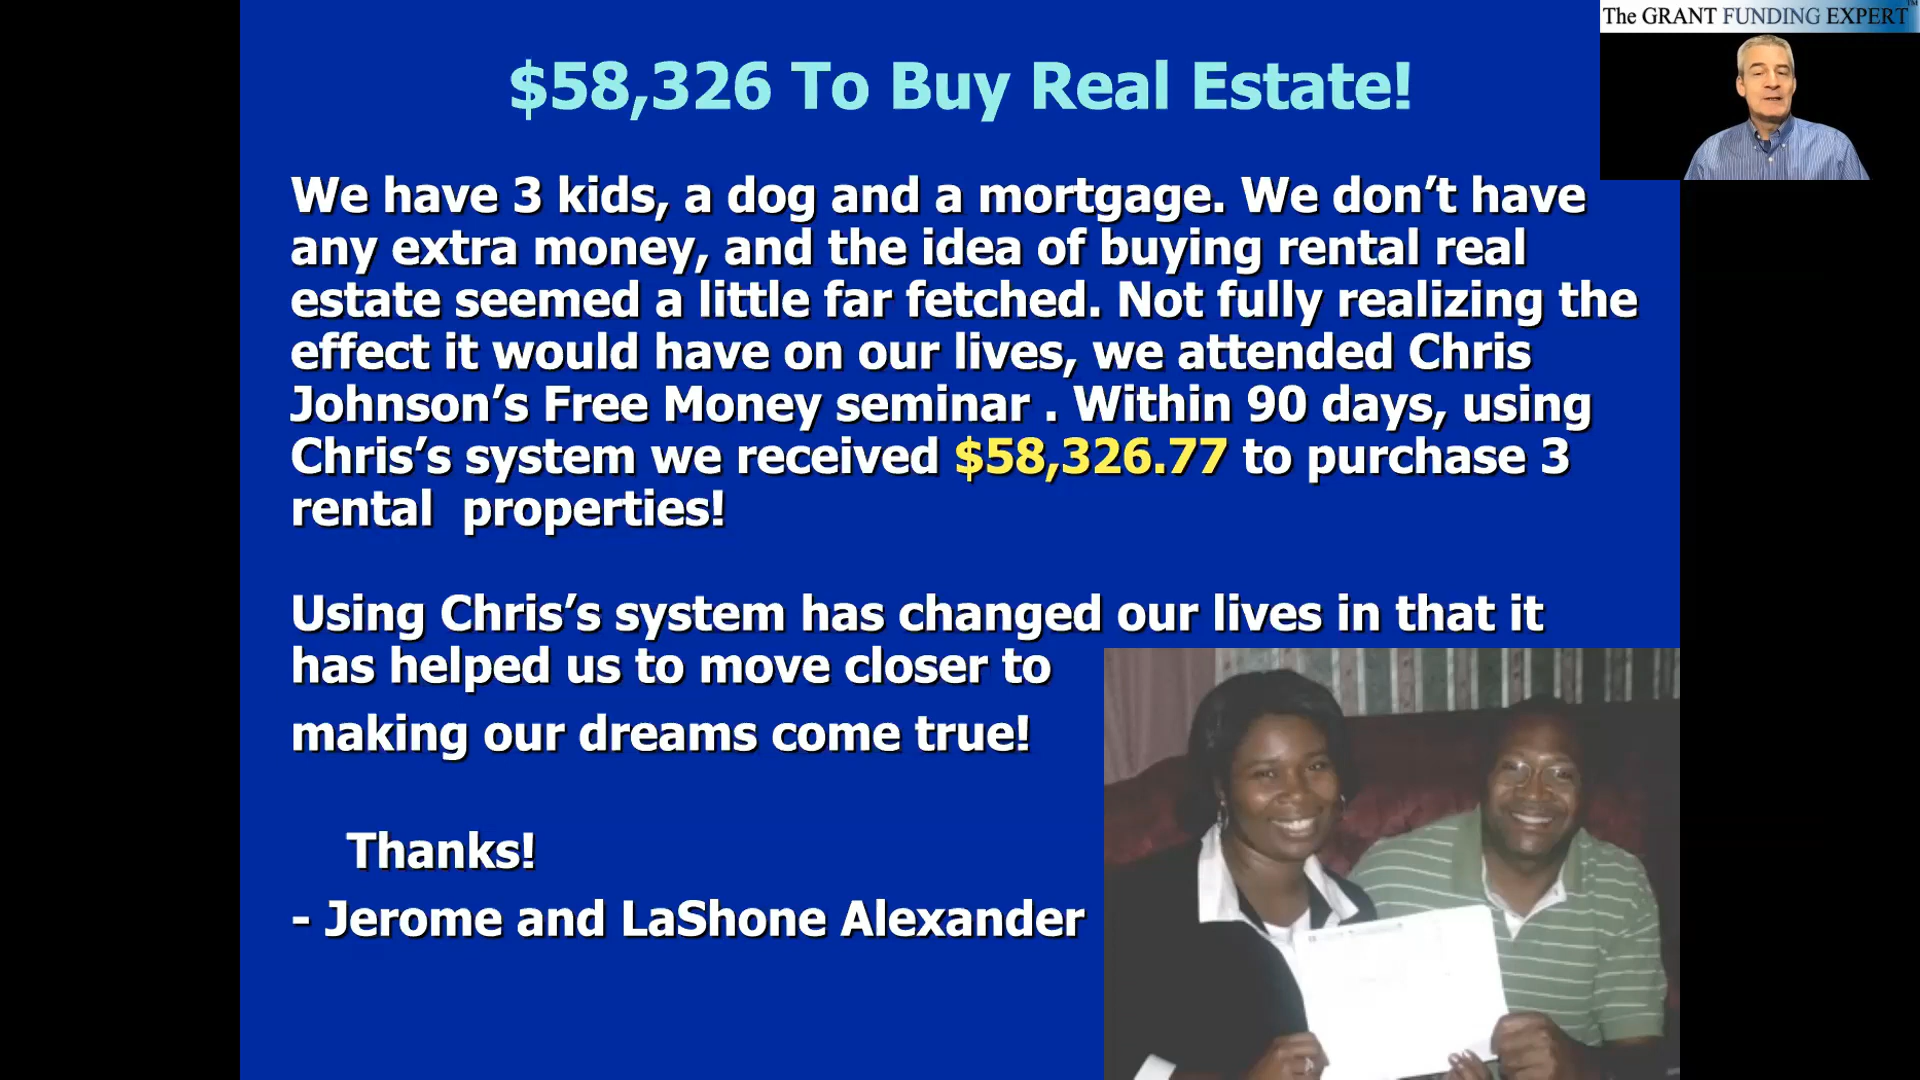 The GRANT FUNDING EXPERT™
$58,326 To Buy Real Estate!
We have 3 kids, a dog and a mortgage. We don’t have
any extra money, and the idea of buying rental real
estate seemed a little far fetched. Not fully realizing the
effect it would have on our lives, we attended Chris
Johnson’s Free Money seminar . Within 90 days, using
Chris’s system we received $58,326.77 to purchase 3
rental  properties!
Using Chris’s system has changed our lives in that it
has helped us to move closer to
making our dreams come true!
Thanks!
- Jerome and LaShone Alexander